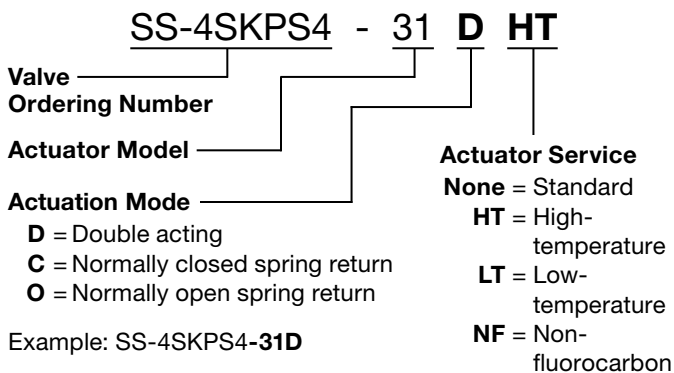 SS-4SKPS4 - 31 D HT
Valve
Ordering Number
Actuator Model
Actuation Mode
D = Double acting
C = Normally closed spring return
O = Normally open spring return
Example: SS-4SKPS4-31D
Actuator Service
None = Standard
HT = High-
temperature
LT = Low-
temperature
NF = Non-
fluorocarbon